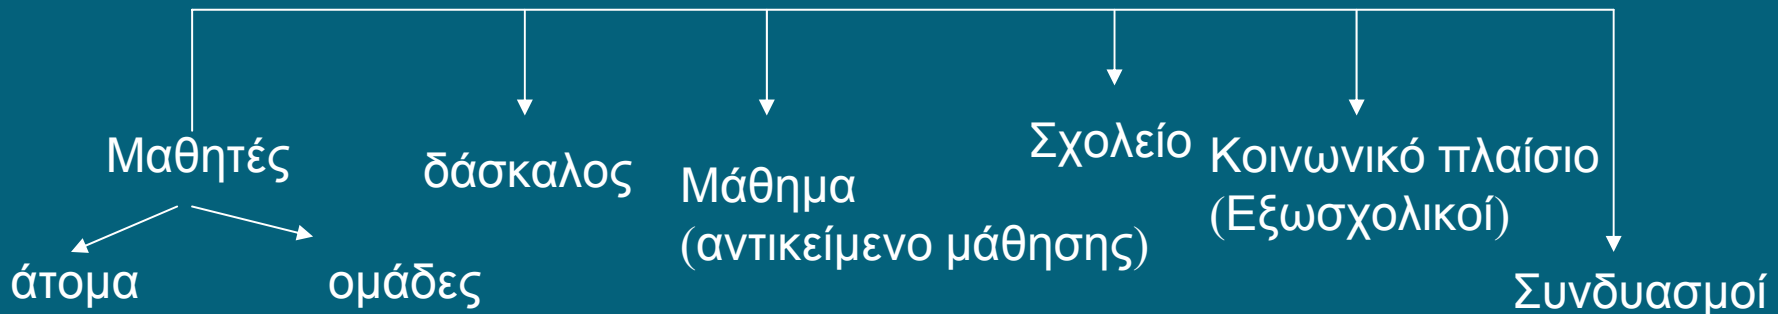 Μαθητές
άτομα
ομάδες
δάσκαλος
Μάθημα
(αντικείμενο μάθησης)
Σχολείο
Κοινωνικό πλαίσιο
(Εξωσχολικοί)
Συνδυασμοί